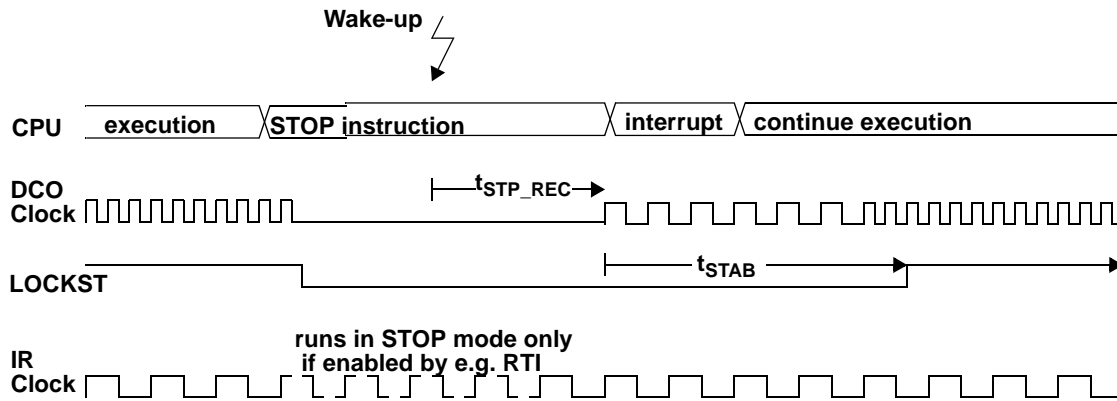 Wake-up
CPU execution STOP instruction interrupt continue execution
DCO
Clock
tSTP_REC
LOCKST
tSTAB
runs in STOP mode only
if enabled by e.g. RTI
IR
Clock